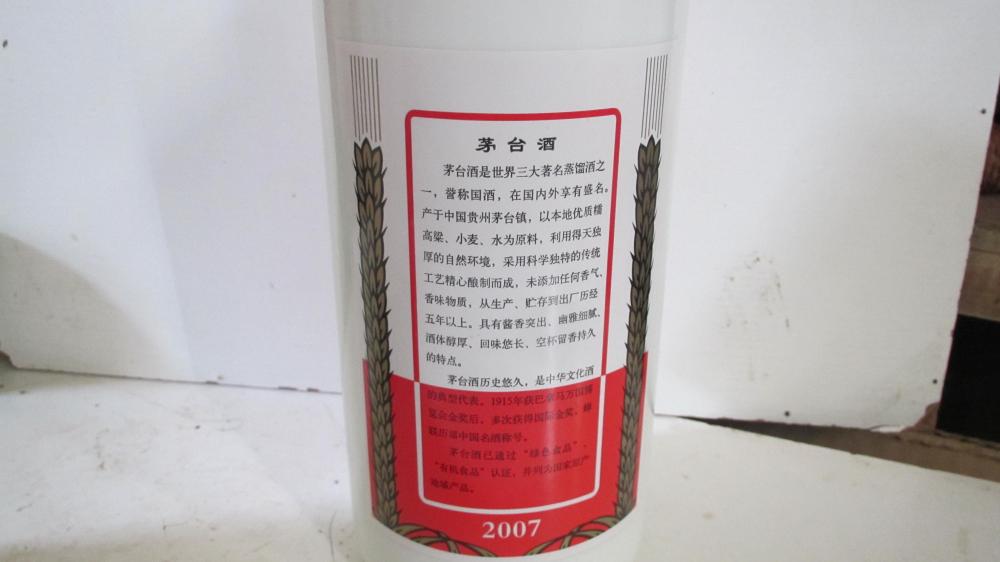 茅台酒
茅台酒是世界三大著名蒸馏酒之
一，誉称国酒，在国内外享有盛名。
产于中国贵州茅台镇，以本地优质糯
高粱、小麦、水为原料，利用得天独
厚的自然环境，采用科学独特的传统
工艺精心酿制而成，未添加任何香气、
香味物质，从生产、贮存到出厂历经
五年以上。具有酱香突出、幽雅细腻、
酒体醇厚、回味悠长、空杯留香持久
的特点。
茅台酒历史悠久，是中华文化酒
的典型代表。1915年获巴拿马万国博
览会金奖后，多次获得国际金奖，蝉
联历届中国名酒称号。
茅台酒已通过“绿色食品”、
“有机食品”认证，并列为国家原产
地域产品。
2007